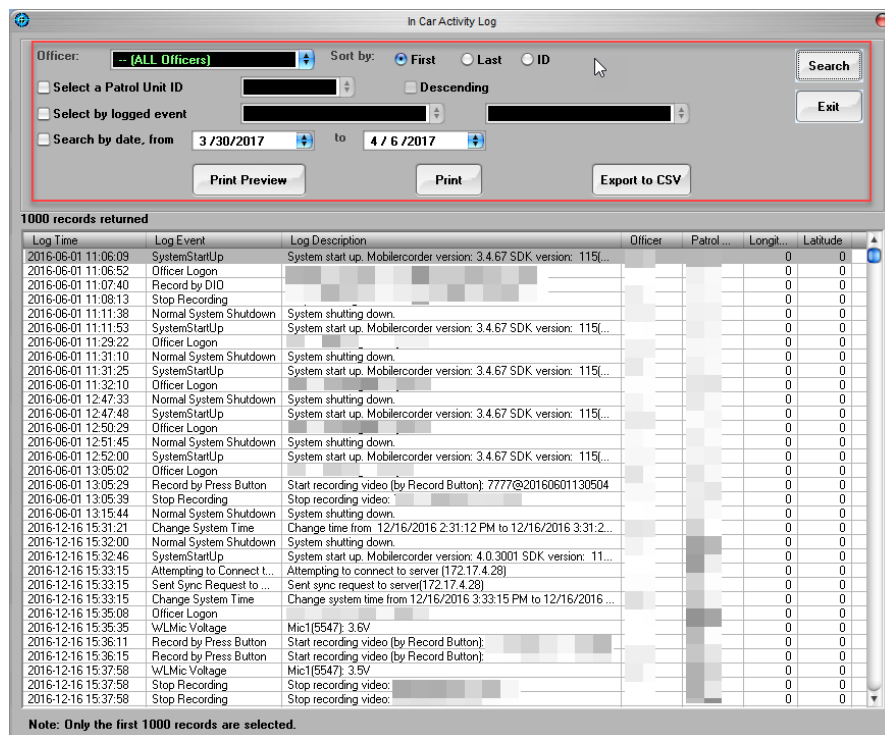 In Car Activity Log
Officer: -- (ALL Officers) Sort by: First Last ID Search
Select a Patrol Unit ID Descending
Select by logged event Exit
Search by date, from 3 /30/2017 to 4 / 6 /2017
Print Preview Print Export to CSV
1000 records returned
Log Time Log Event Log Description Officer Patrol ... Longit... Latitude
2016-06-01 11:06:09 SystemStartUp System start up. Mobilercorder version: 3.4.67 SDK version: 115(... 0 0
2016-06-01 11:06:52 Officer Logon 0 0
2016-06-01 11:07:40 Record by DIO 0 0
2016-06-01 11:08:13 Stop Recording 0 0
2016-06-01 11:11:38 Normal System Shutdown System shutting down. 0 0
2016-06-01 11:11:53 SystemStartUp System start up. Mobilercorder version: 3.4.67 SDK version: 115(... 0 0
2016-06-01 11:29:22 Officer Logon 0 0
2016-06-01 11:31:10 Normal System Shutdown System shutting down. 0 0
2016-06-01 11:31:25 SystemStartUp System start up. Mobilercorder version: 3.4.67 SDK version: 115(... 0 0
2016-06-01 11:32:10 Officer Logon 0 0
2016-06-01 12:47:33 Normal System Shutdown System shutting down. 0 0
2016-06-01 12:47:48 SystemStartUp System start up. Mobilercorder version: 3.4.67 SDK version: 115(... 0 0
2016-06-01 12:50:29 Officer Logon 0 0
2016-06-01 12:51:45 Normal System Shutdown System shutting down. 0 0
2016-06-01 12:52:00 SystemStartUp System start up. Mobilercorder version: 3.4.67 SDK version: 115(... 0 0
2016-06-01 13:05:02 Officer Logon 0 0
2016-06-01 13:05:29 Record by Press Button Start recording video (by Record Button): 7777@20160601130504 0 0
2016-06-01 13:05:39 Stop Recording Stop recording video: 0 0
2016-06-01 13:15:44 Normal System Shutdown System shutting down. 0 0
2016-12-16 15:31:21 Change System Time Change time from 12/16/2016 2:31:12 PM to 12/16/2016 3:31:2... 0 0
2016-12-16 15:32:00 Normal System Shutdown System shutting down. 0 0
2016-12-16 15:32:46 SystemStartUp System start up. Mobilercorder version: 4.0.3001 SDK version: 11... 0 0
2016-12-16 15:33:15 Attempting to Connect t... Attempting to connect to server (172.17.4.28) 0 0
2016-12-16 15:33:15 Sent Sync Request to ... Sent sync request to server(172.17.4.28) 0 0
2016-12-16 15:33:15 Change System Time Change system time from 12/16/2016 3:33:15 PM to 12/16/2016 ... 0 0
2016-12-16 15:35:08 Officer Logon 0 0
2016-12-16 15:35:35 WLMic Voltage Mic1(5547): 3.6V 0 0
2016-12-16 15:36:11 Record by Press Button Start recording video (by Record Button): 0 0
2016-12-16 15:36:15 Record by Press Button Start recording video (by Record Button): 0 0
2016-12-16 15:37:58 WLMic Voltage Mic1(5547): 3.5V 0 0
2016-12-16 15:37:58 Stop Recording Stop recording video: 0 0
2016-12-16 15:37:58 Stop Recording Stop recording video: 0 0
Note: Only the first 1000 records are selected.